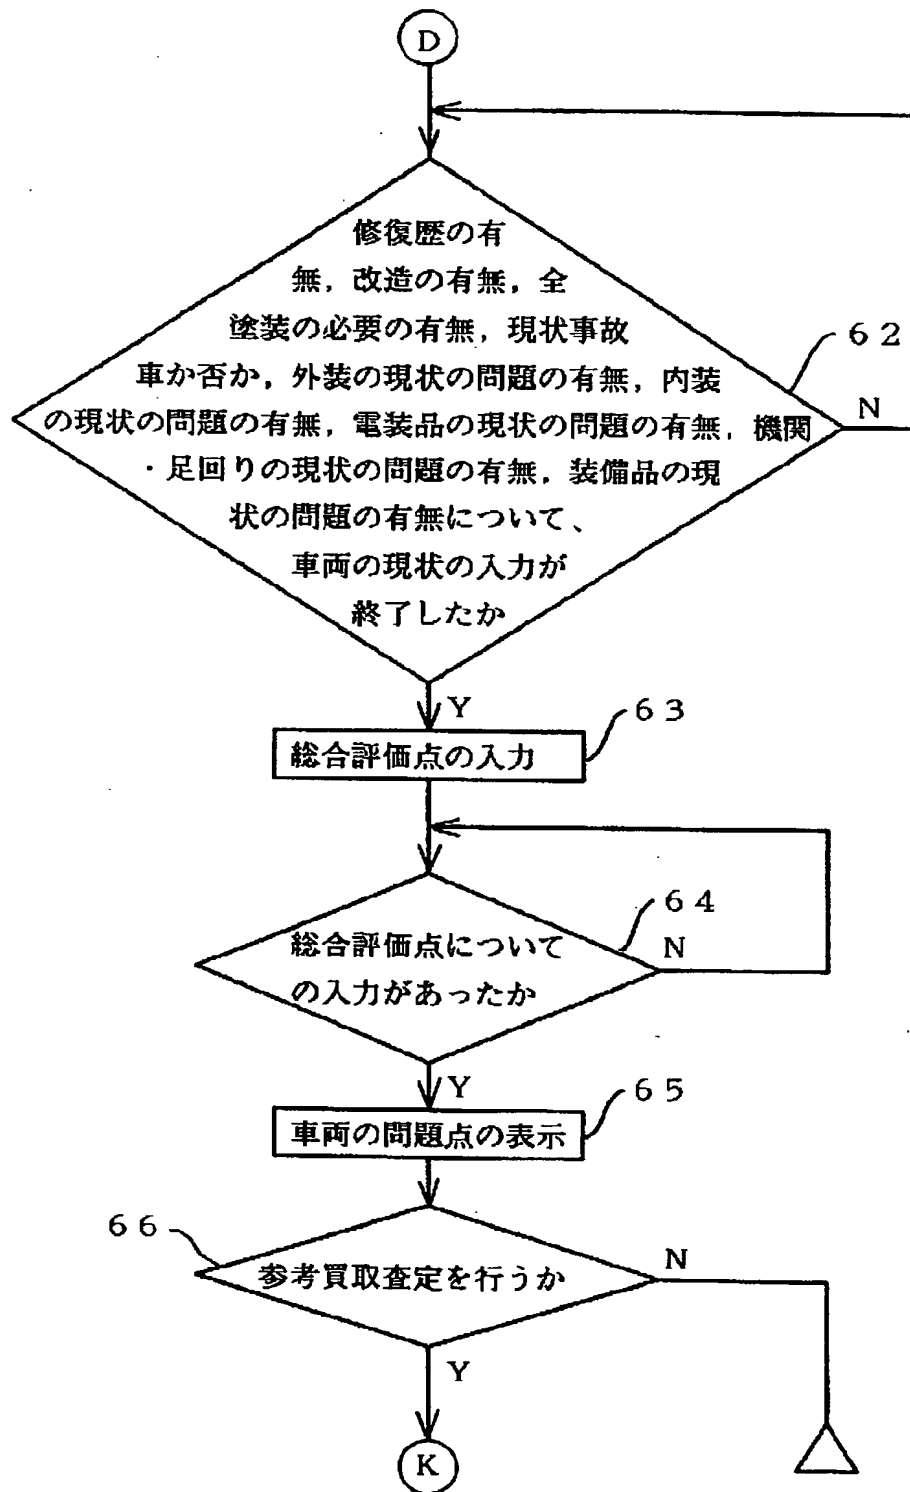 D
修復歴の有
無，改造の有無，全
塗装の必要の有無，現状事故
車か否か，外装の現状の問題の有無，内装
の現状の問題の有無，電装品の現状の問題の有無，機関
・足回りの現状の問題の有無，装備品の現
状の問題の有無について、
車両の現状の入力が
終了したか
62
N
Y
63
総合評価点の入力
64
総合評価点について
の入力があったか
N
Y
65
車両の問題点の表示
66
参考買取査定を行うか
N
Y
K